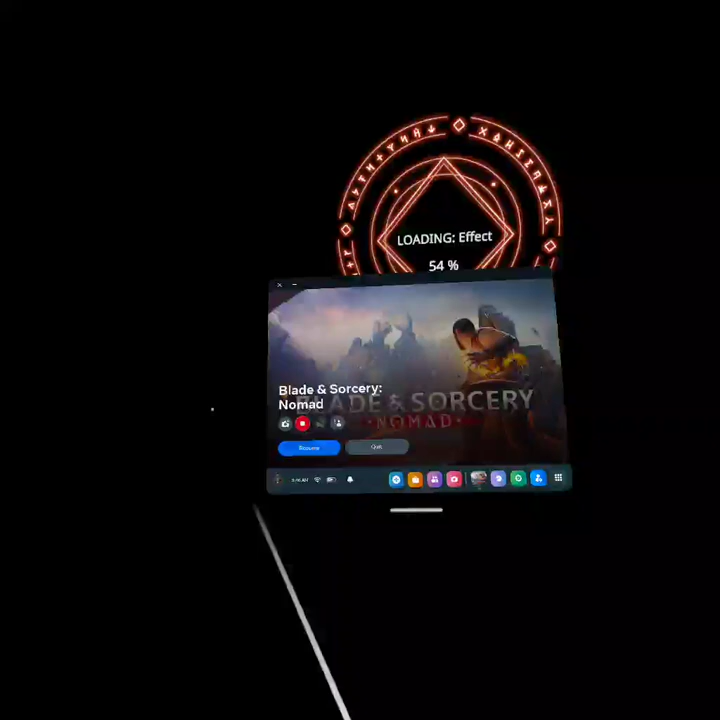 LOADING: Effect
54 %
Blade & Sorcery:
Nomad
BLADE & SORCERY
NOMAD
Resume
Quit